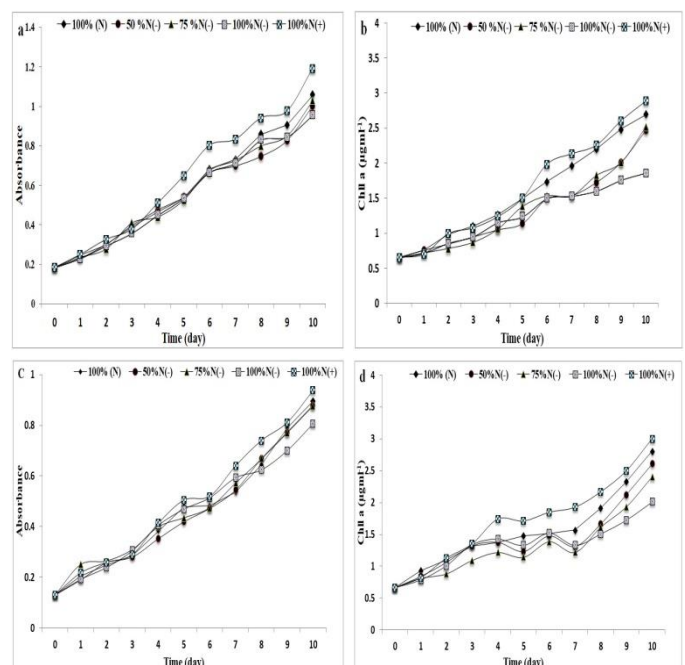 a
100% (N) 50 %N(-) 75 %N(-) 100%N(-) 100%N(+)
1.4
1.2
1
0.8
0.6
0.4
0.2
0
Absorbance
0 1 2 3 4 5 6 7 8 9 10
Time (day)
b
100% (N) 50%N(-) 75%N(-) 100%N(-) 100%N(+)
4
3.5
3
2.5
2
1.5
1
0.5
0
Chll a (µgml-1)
0 1 2 3 4 5 6 7 8 9 10
Time (day)
c
100% (N) 50%N(-) 75%N(-) 100%N(-) 100%N(+)
1
0.8
0.6
0.4
0.2
0
Absorbance
0 1 2 3 4 5 6 7 8 9 10
Time (day)
d
100% (N) 50%N(-) 75%N(-) 100%N(-) 100%N(+)
4
3.5
3
2.5
2
1.5
1
0.5
0
Chll a (µgml-1)
0 1 2 3 4 5 6 7 8 9 10
Time (day)